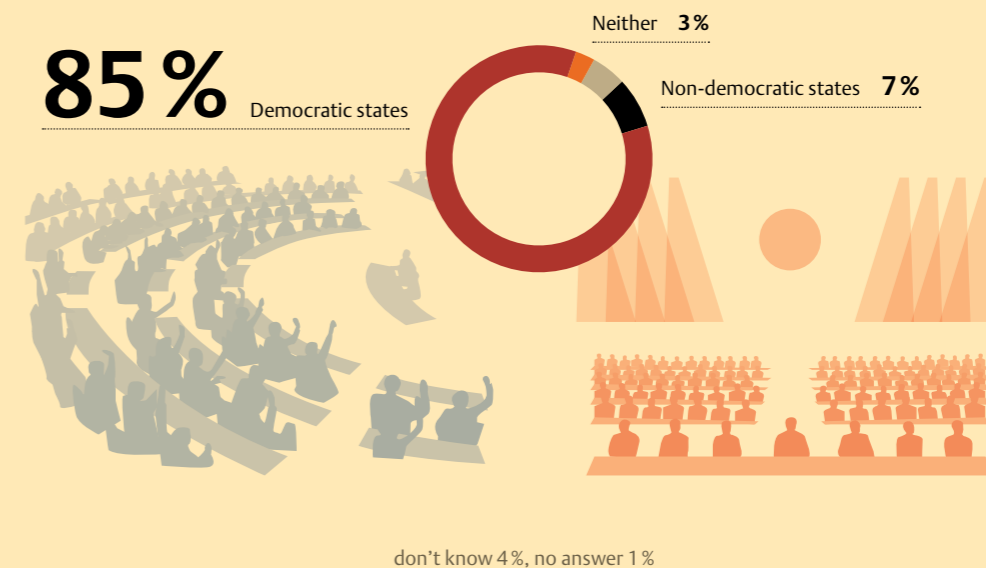 Neither 3 %
85 % Democratic states
Non-democratic states 7 %
don't know 4 %, no answer 1 %